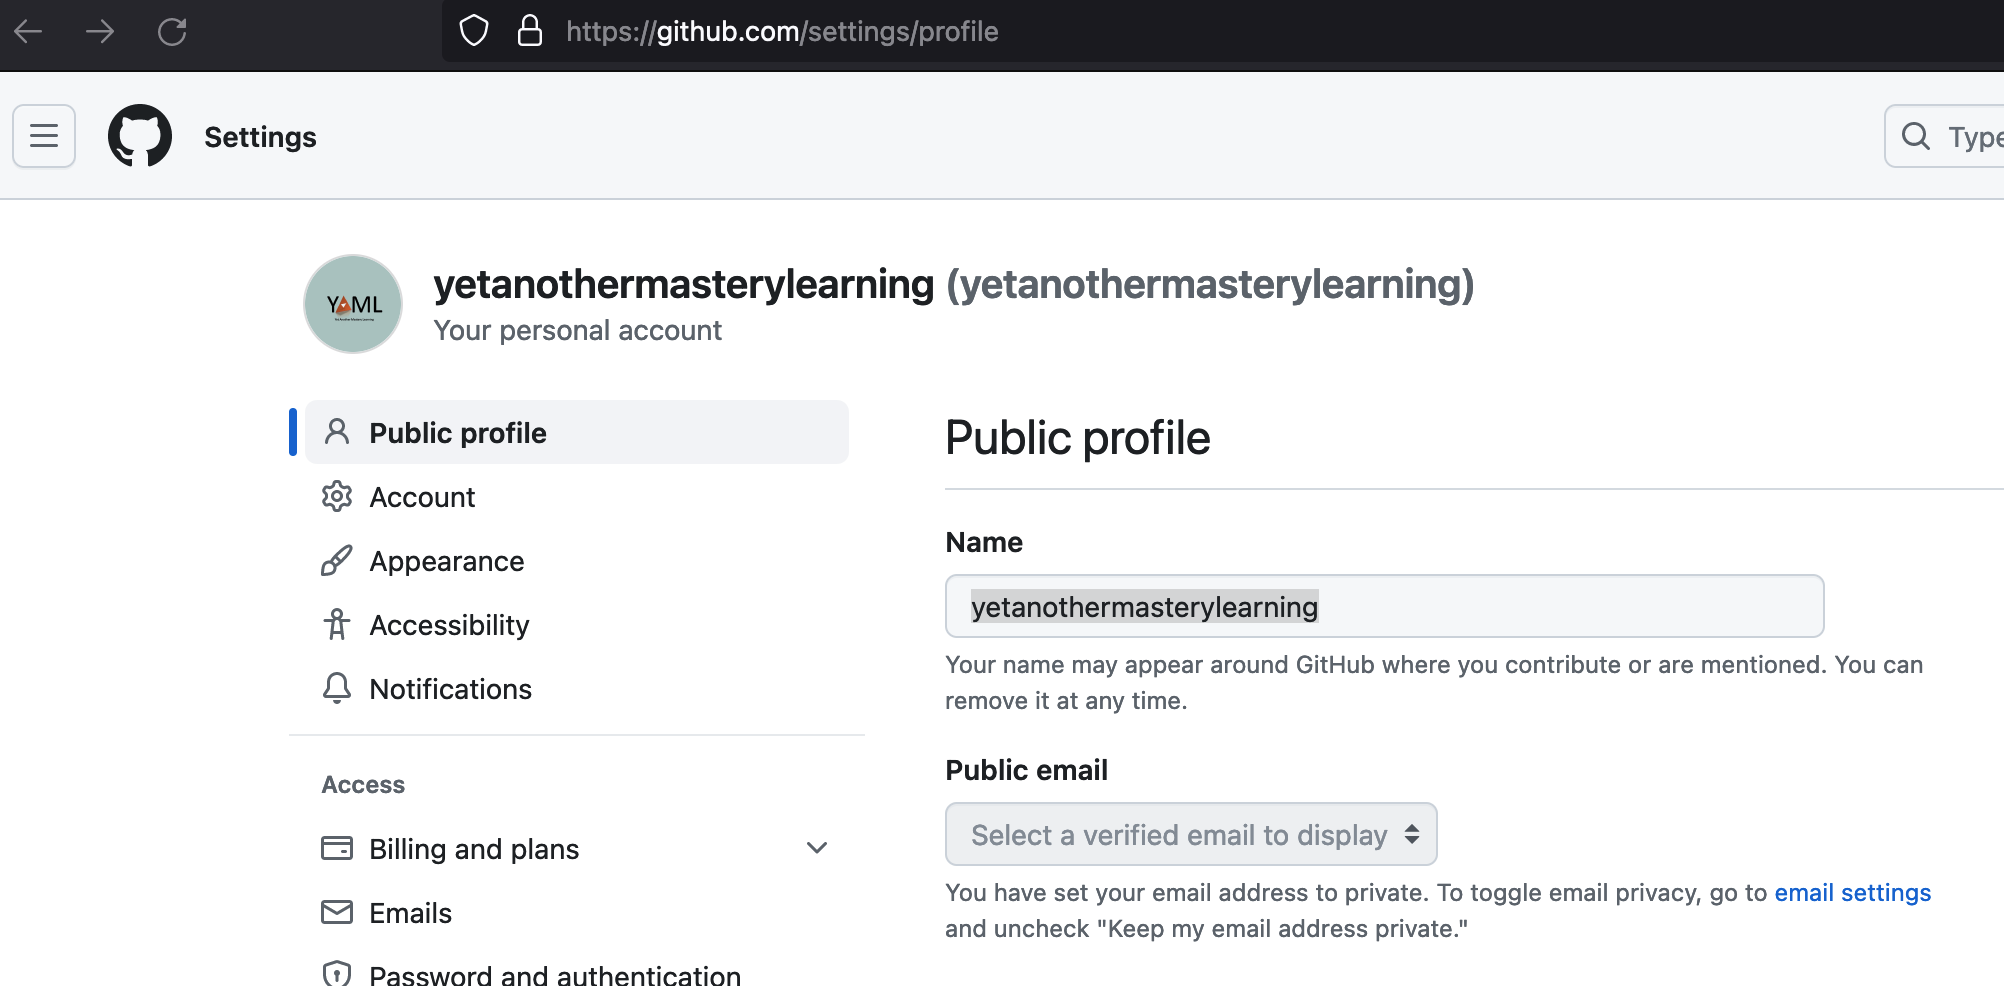 https://github.com/settings/profile
Settings
Type
yetanothermasterylearning (yetanothermasterylearning)
Your personal account
YAML
Yet Another Mastery Learning
Public profile
Account
Appearance
Accessibility
Notifications
Access
Billing and plans
Emails
Password and authentication
Public profile
Name
yetanothermasterylearning
Your name may appear around GitHub where you contribute or are mentioned. You can
remove it at any time.
Public email
Select a verified email to display
You have set your email address to private. To toggle email privacy, go to email settings
and uncheck "Keep my email address private."